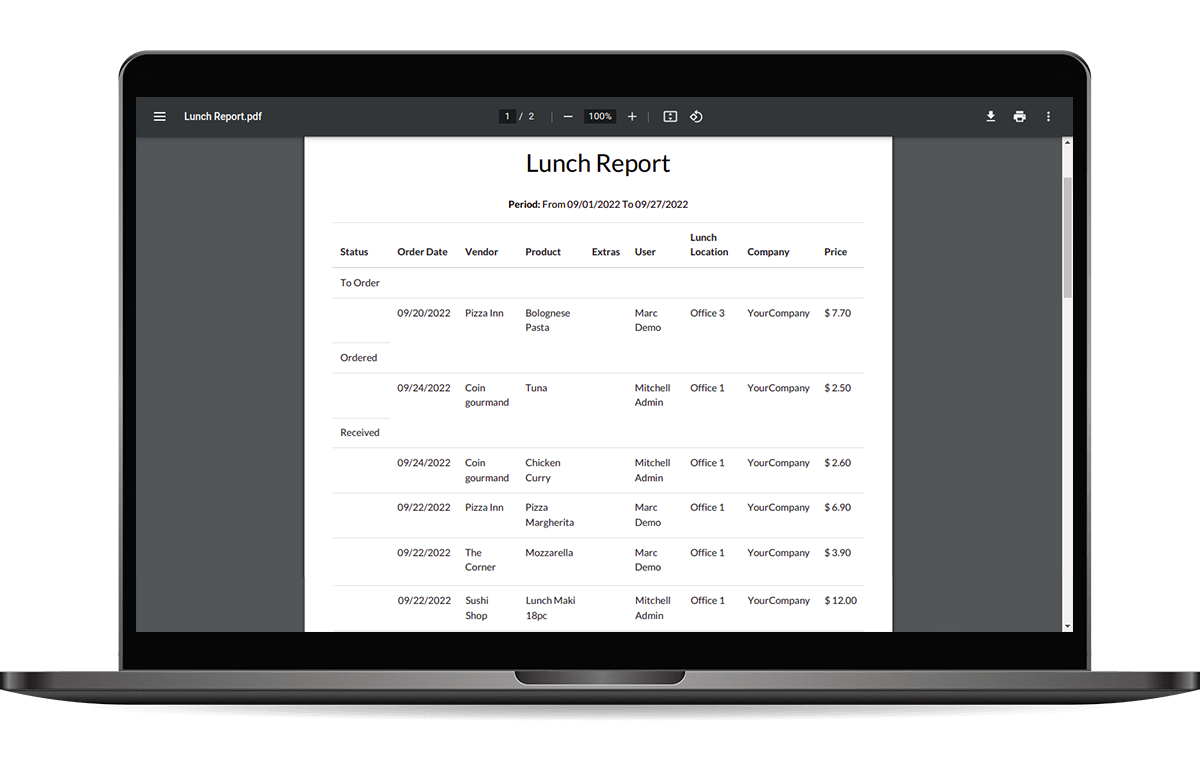 Lunch Report.pdf
1 / 2
100%
Lunch Report
Period: From 09/01/2022 To 09/27/2022
Status Order Date Vendor Product Extras User Lunch Location Company Price
To Order
09/20/2022 Pizza Inn Bolognese Pasta Marc Demo Office 3 YourCompany $ 7.70
Ordered
09/24/2022 Coin gourmand Tuna Mitchell Admin Office 1 YourCompany $ 2.50
Received
09/24/2022 Coin gourmand Chicken Curry Mitchell Admin Office 1 YourCompany $ 2.60
09/22/2022 Pizza Inn Pizza Margherita Marc Demo Office 1 YourCompany $ 6.90
09/22/2022 The Corner Mozzarella Marc Demo Office 1 YourCompany $ 3.90
09/22/2022 Sushi Shop Lunch Maki 18pc Mitchell Admin Office 1 YourCompany $ 12.00